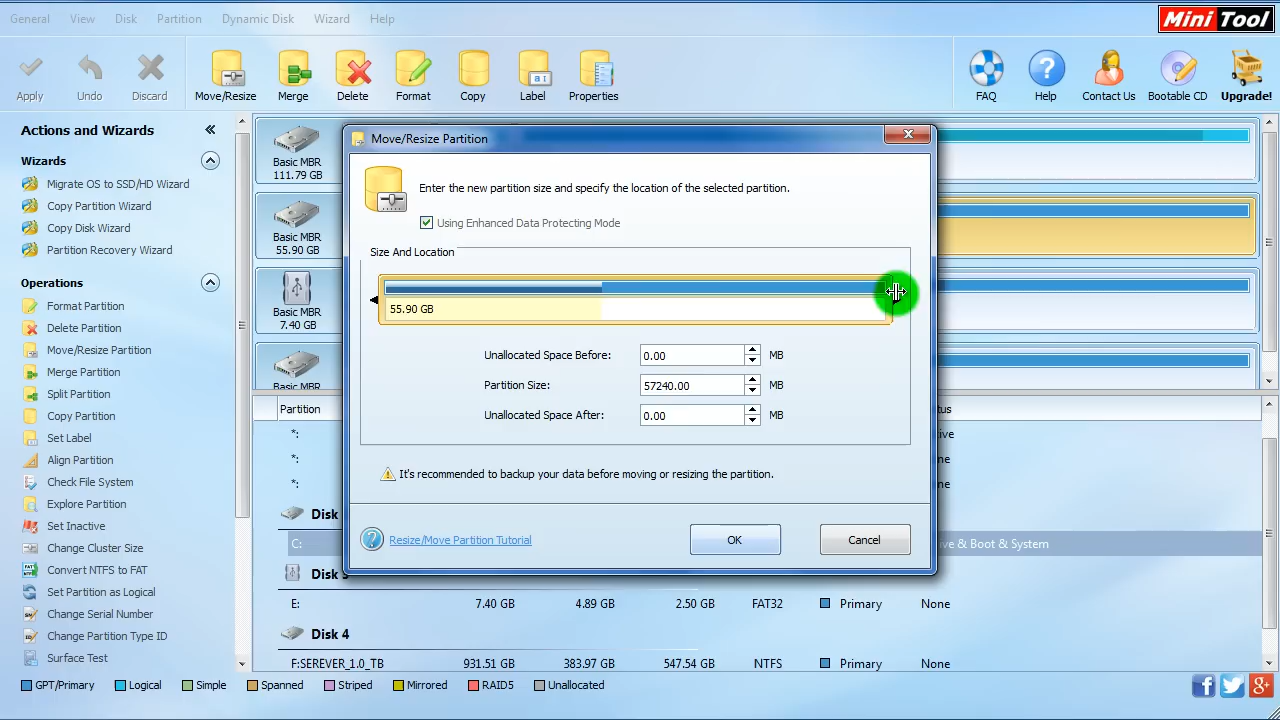 General View Disk Partition Dynamic Disk Wizard Help
Mini Tool
Apply Undo Discard Move/Resize Merge Delete Format Copy Label Properties FAQ Help Contact Us Bootable CD Upgrade!
Actions and Wizards
Wizards
Migrate OS to SSD/HD Wizard
Copy Partition Wizard
Copy Disk Wizard
Partition Recovery Wizard
Operations
Format Partition
Delete Partition
Move/Resize Partition
Merge Partition
Split Partition
Copy Partition
Set Label
Align Partition
Check File System
Explore Partition
Set Inactive
Change Cluster Size
Convert NTFS to FAT
Set Partition as Logical
Change Serial Number
Change Partition Type ID
Surface Test
Basic MBR
111.79 GB
Basic MBR
55.90 GB
Basic MBR
7.40 GB
Basic MBR
Move/Resize Partition
Enter the new partition size and specify the location of the selected partition.
Using Enhanced Data Protecting Mode
Size And Location
55.90 GB
Unallocated Space Before: 0.00 MB
Partition Size: 57240.00 MB
Unallocated Space After: 0.00 MB
It's recommended to backup your data before moving or resizing the partition.
Resize/Move Partition Tutorial
OK Cancel
Partition tus
*: ive
*: ne
*: ne
Disk
C: ive & Boot & System
Disk 3
E: 7.40 GB 4.89 GB 2.50 GB FAT32 Primary None
Disk 4
F:SEREVER_1.0_TB 931.51 GB 383.97 GB 547.54 GB NTFS Primary None
GPT/Primary Logical Simple Spanned Striped Mirrored RAID5 Unallocated